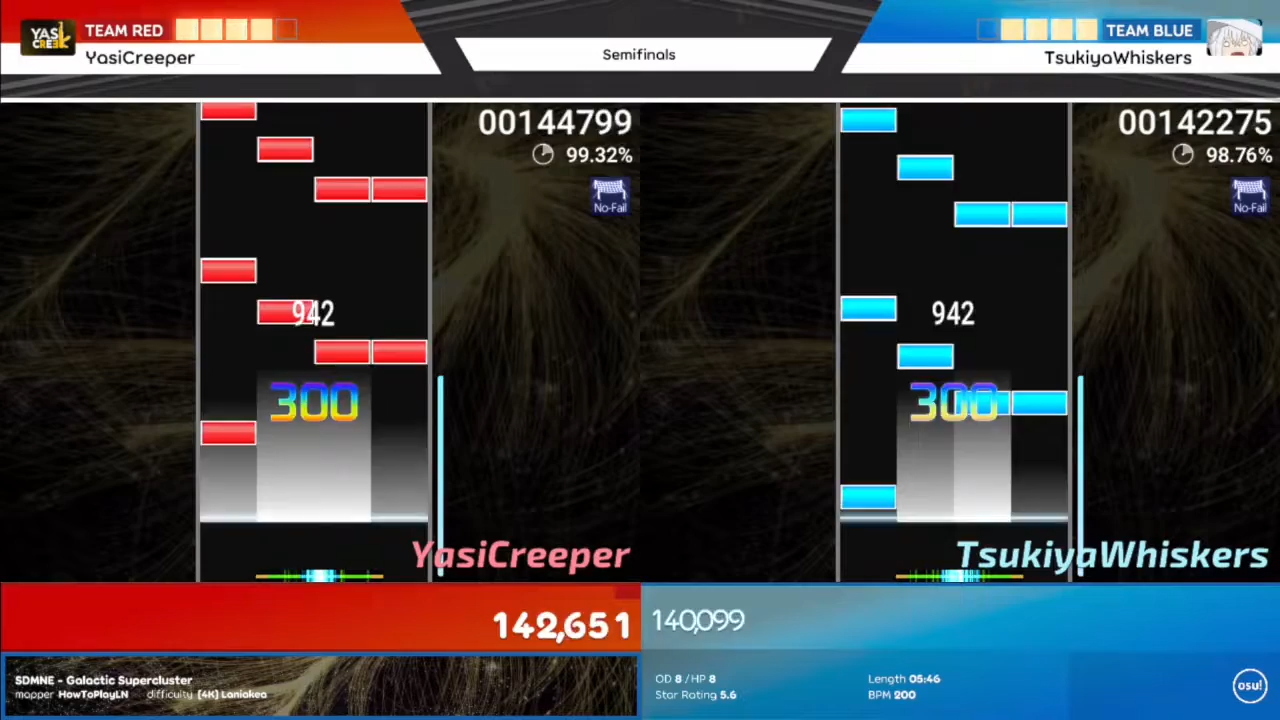 YASI
CREEK
TEAM RED
YasiCreeper
Semifinals
TEAM BLUE
TsukiyaWhiskers
00144799
99.32%
No-Fail
942
300
YasiCreeper
00142275
98.76%
No-Fail
942
300
TsukiyaWhiskers
142,651
140,099
SDMNE - Galactic Supercluster
mapper HowToPlayLN difficulty [4K] Laniakea
OD 8 / HP 8
Star Rating 5.6
Length 05:46
BPM 200
osu!